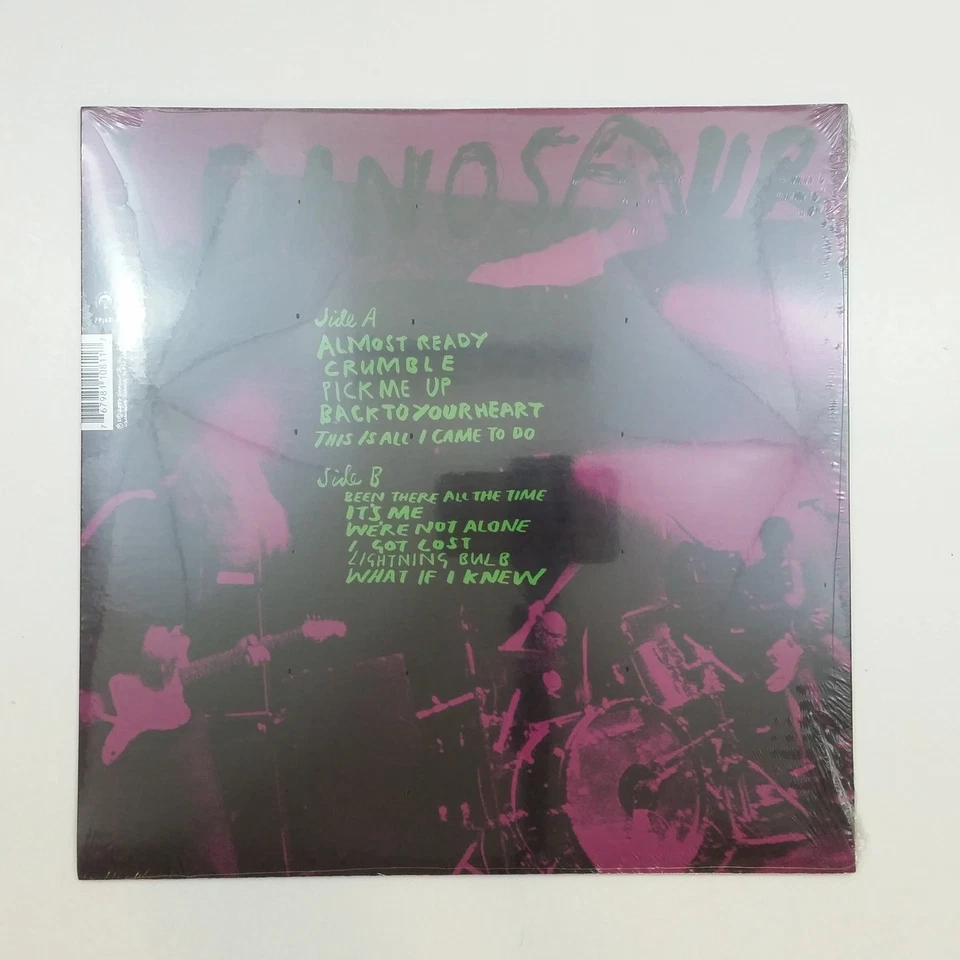 DINOSAUR
Side A
ALMOST READY
CRUMBLE
PICK ME UP
BACK TO YOUR HEART
THIS IS ALL I CAME TO DO
Side B
BEEN THERE ALL THE TIME
IT'S ME
WE'RE NOT ALONE
I GOT LOST
LIGHTNING BULB
WHAT IF I KNEW